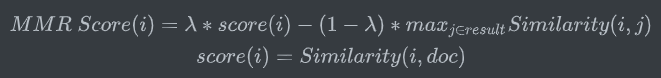 MMR Score(i) = λ ∗ score(i) − (1 − λ) ∗ max_{j∈result}Similarity(i, j)
score(i) = Similarity(i, doc)